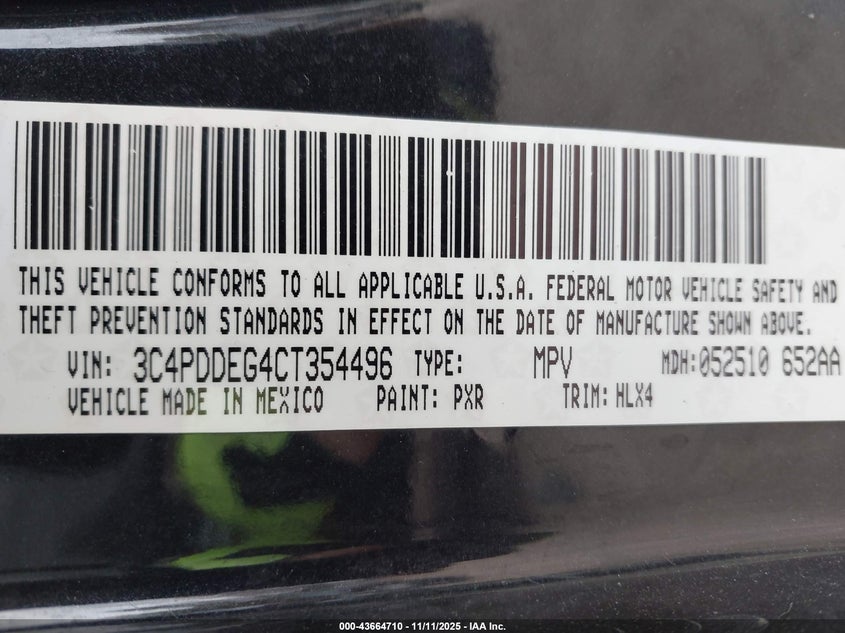 THIS VEHICLE CONFORMS TO ALL APPLICABLE U.S.A. FEDERAL MOTOR VEHICLE SAFETY AND
THEFT PREVENTION STANDARDS IN EFFECT ON THE DATE OF MANUFACTURE SHOWN ABOVE.
VIN: 3C4PDDEG4CT354496 TYPE: MPV MDH:052510 652AA
VEHICLE MADE IN MEXICO PAINT: PXR TRIM: HLX4
000-43664710 - 11/11/2025 - IAA Inc.